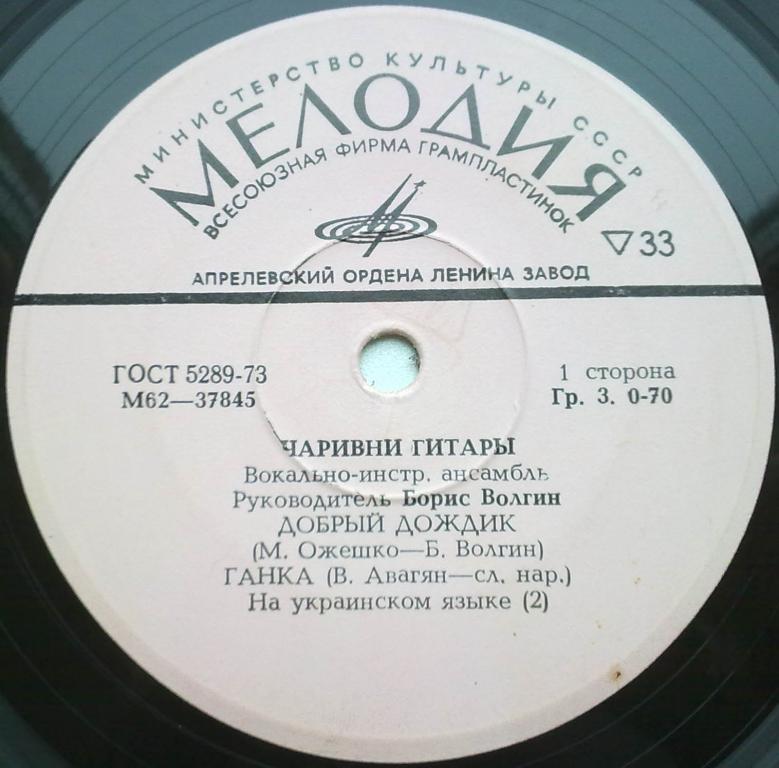 МИНИСТЕРСТВО КУЛЬТУРЫ СССР
МЕЛОДИЯ
ВСЕСОЮЗНАЯ ФИРМА ГРАМПЛАСТИНОК
▽33
АПРЕЛЕВСКИЙ ОРДЕНА ЛЕНИНА ЗАВОД
ГОСТ 5289-73
М62—37845
1 сторона
Гр. 3. 0-70
ЧАРИВНИ ГИТАРЫ
Вокально-инстр. ансамбль
Руководитель Борис Волгин
ДОБРЫЙ ДОЖДИК
(М. Ожешко—Б. Волгин)
ГАНКА (В. Авагян—сл. нар.)
На украинском языке (2)